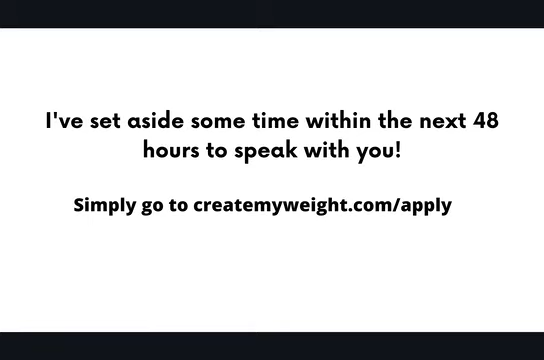 I've set aside some time within the next 48
hours to speak with you!
Simply go to createmyweight.com/apply